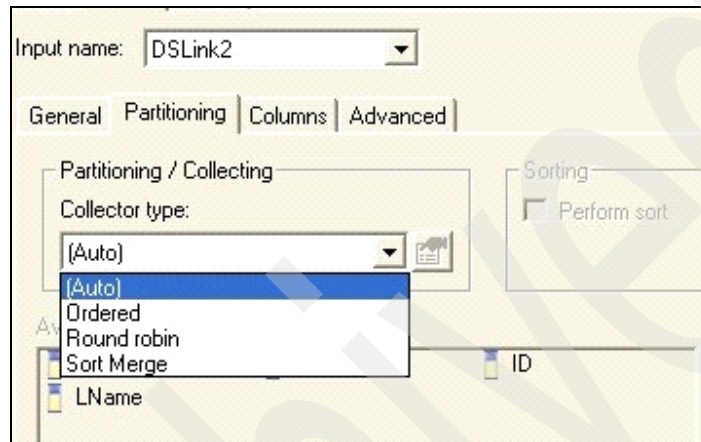 Input name: DSLink2
General Partitioning Columns Advanced
Partitioning / Collecting
Sorting
Collector type:
Perform sort
(Auto)
(Auto)
Ordered
Round robin
Sort Merge
ID
LName